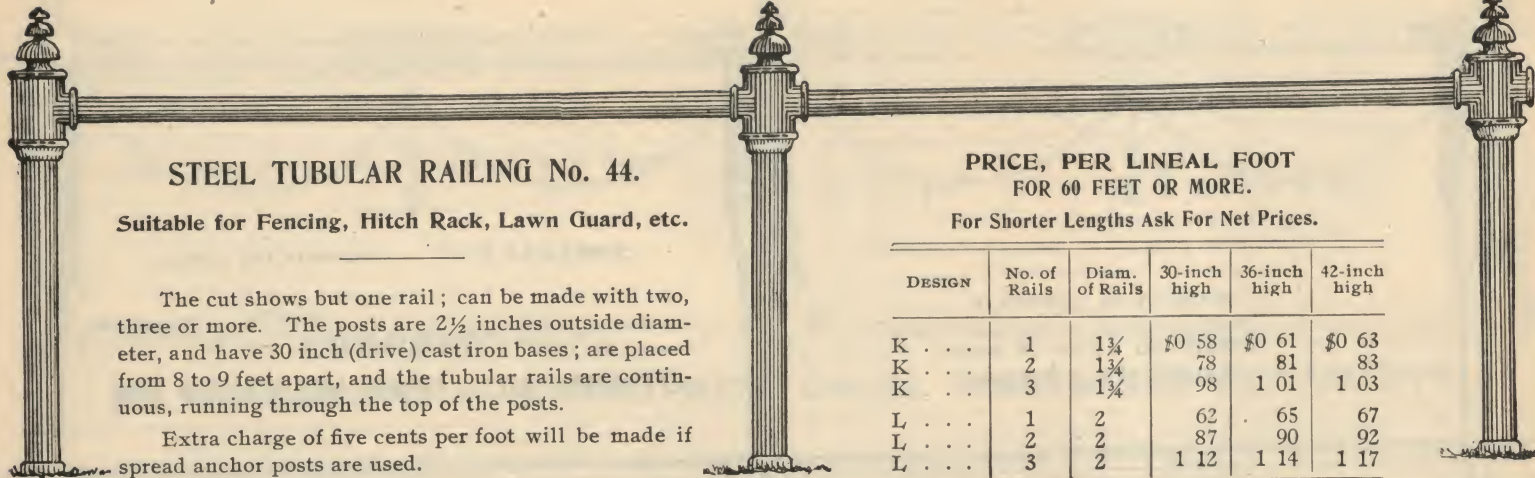 STEEL TUBULAR RAILING No. 44.
Suitable for Fencing, Hitch Rack, Lawn Guard, etc.
The cut shows but one rail ; can be made with two,
three or more. The posts are 2½ inches outside diam-
eter, and have 30 inch (drive) cast iron bases ; are placed
from 8 to 9 feet apart, and the tubular rails are contin-
uous, running through the top of the posts.
Extra charge of five cents per foot will be made if
spread anchor posts are used.
PRICE, PER LINEAL FOOT
FOR 60 FEET OR MORE.
For Shorter Lengths Ask For Net Prices.
DESIGN No. of Rails Diam. of Rails 30-inch high 36-inch high 42-inch high
K . . . 1 1¾ $0 58 $0 61 $0 63
K . . . 2 1¾ 78 81 83
K . . . 3 1¾ 98 1 01 1 03
L . . . 1 2 62 65 67
L . . . 2 2 87 90 92
L . . . 3 2 1 12 1 14 1 17